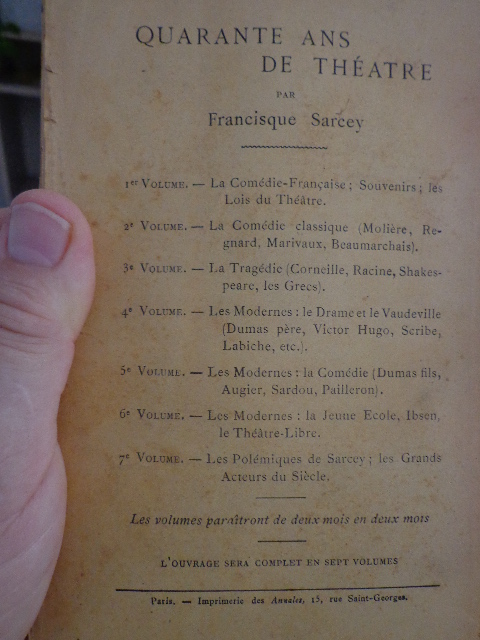 QUARANTE ANS
DE THÉATRE
PAR
Francisque Sarcey
1er VOLUME. — La Comédie-Française; Souvenirs; les
Lois du Théâtre.
2e VOLUME. — La Comédie classique (Molière, Re-
gnard, Marivaux, Beaumarchais).
3e VOLUME. — La Tragédie (Corneille, Racine, Shakes-
peare, les Grecs).
4e VOLUME. — Les Modernes: le Drame et le Vaudeville
(Dumas père, Victor Hugo, Scribe,
Labiche, etc.).
5e VOLUME. — Les Modernes: la Comédie (Dumas fils,
Augier, Sardou, Pailleron).
6e VOLUME. — Les Modernes: la Jeune Ecole, Ibsen,
le Théâtre-Libre.
7e VOLUME. — Les Polémiques de Sarcey; les Grands
Acteurs du Siècle.
Les volumes paraîtront de deux mois en deux mois
L'OUVRAGE SERA COMPLET EN SEPT VOLUMES
Paris. — Imprimerie des Annales, 15, rue Saint-Georges.